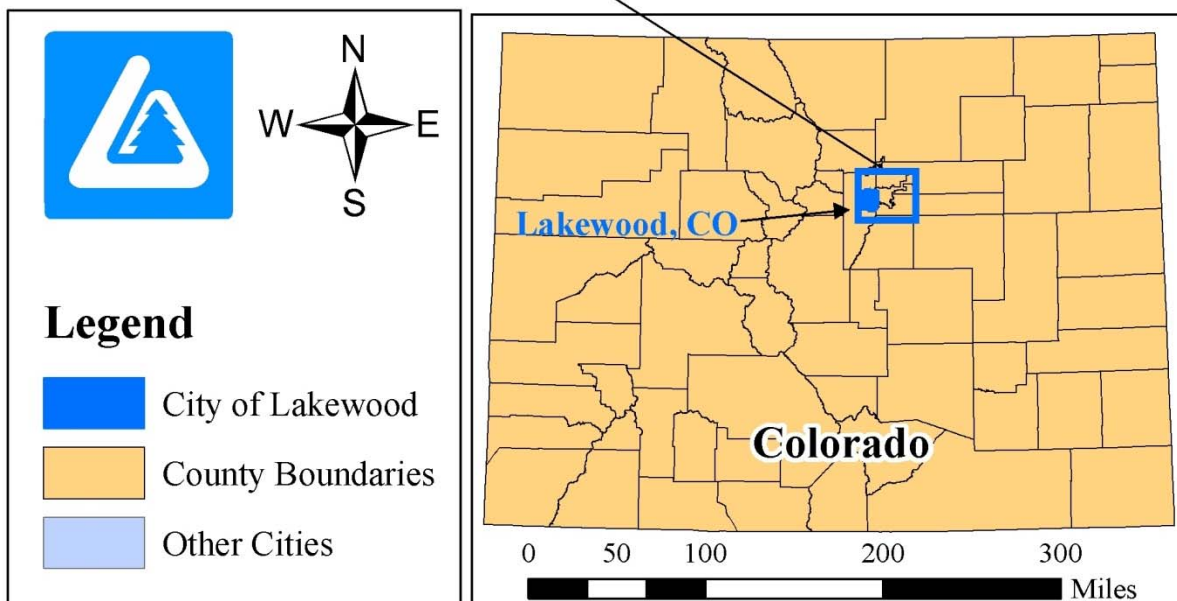 N
W E
S
Legend
City of Lakewood
County Boundaries
Other Cities
Lakewood, CO
Colorado
0 50 100 200 300
Miles